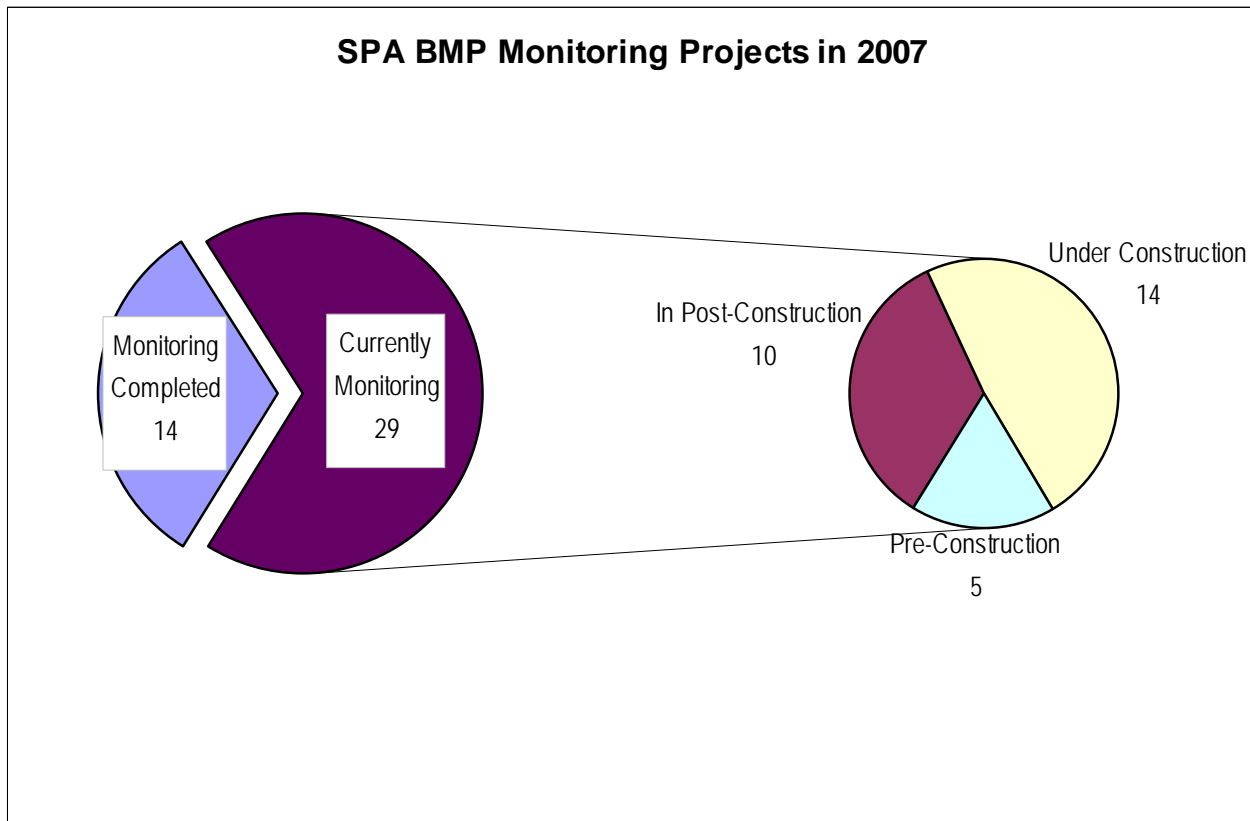 SPA BMP Monitoring Projects in 2007
Monitoring
Completed
14
Currently
Monitoring
29
In Post-Construction
10
Under Construction
14
Pre-Construction
5